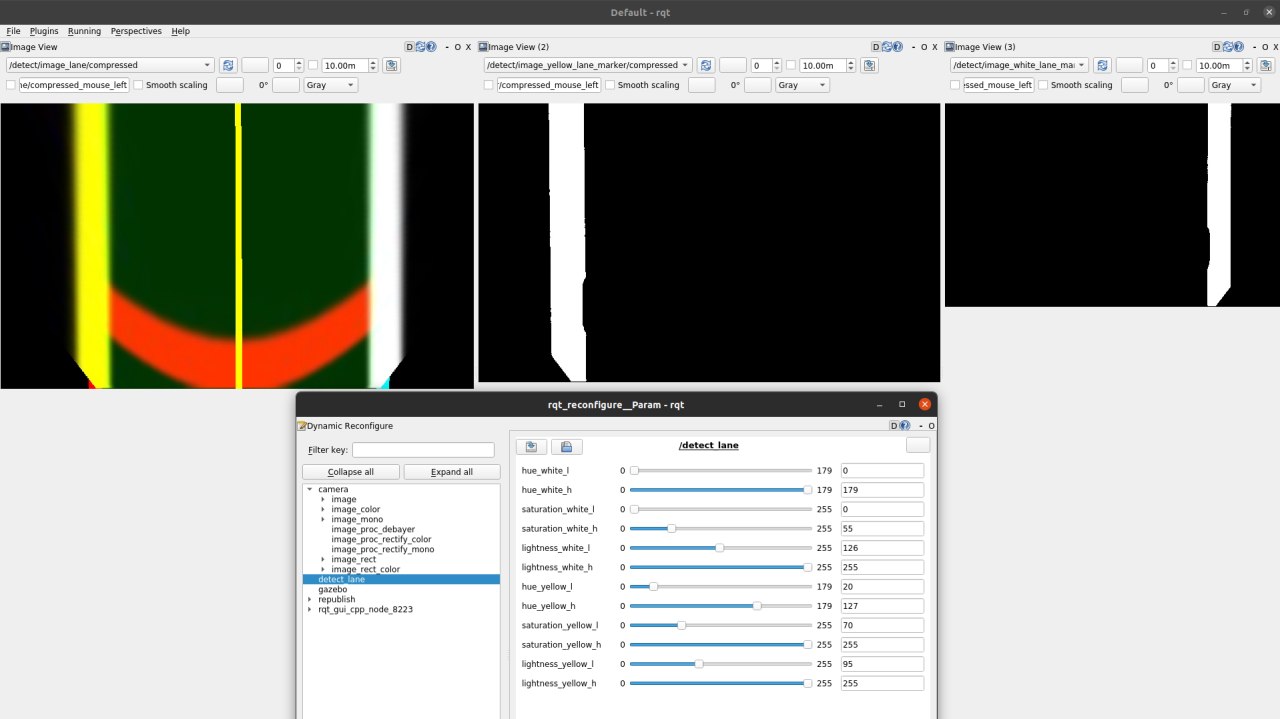 Default - rqt
File Plugins Running Perspectives Help
Image View D - O X Image View (2) D - O X Image View (3) D - O X
/detect/image_lane/compressed 0 10.00m /detect/image_yellow_lane_marker/compressed 0 10.00m /detect/image_white_lane_ma 0 10.00m
ne/compressed_mouse_left Smooth scaling 0° Gray r/compressed_mouse_left Smooth scaling 0° Gray essed_mouse_left Smooth scaling 0° Gray
rqt_reconfigure__Param - rqt
Dynamic Reconfigure D - O
Filter key:
Collapse all Expand all
camera
image
image_color
image_mono
image_proc_debayer
image_proc_rectify_color
image_proc_rectify_mono
image_rect
image_rect_color
detect_lane
gazebo
republish
rqt_gui_cpp_node_8223
/detect_lane
hue_white_l 0 179 0
hue_white_h 0 179 179
saturation_white_l 0 255 0
saturation_white_h 0 255 55
lightness_white_l 0 255 126
lightness_white_h 0 255 255
hue_yellow_l 0 179 20
hue_yellow_h 0 179 127
saturation_yellow_l 0 255 70
saturation_yellow_h 0 255 255
lightness_yellow_l 0 255 95
lightness_yellow_h 0 255 255